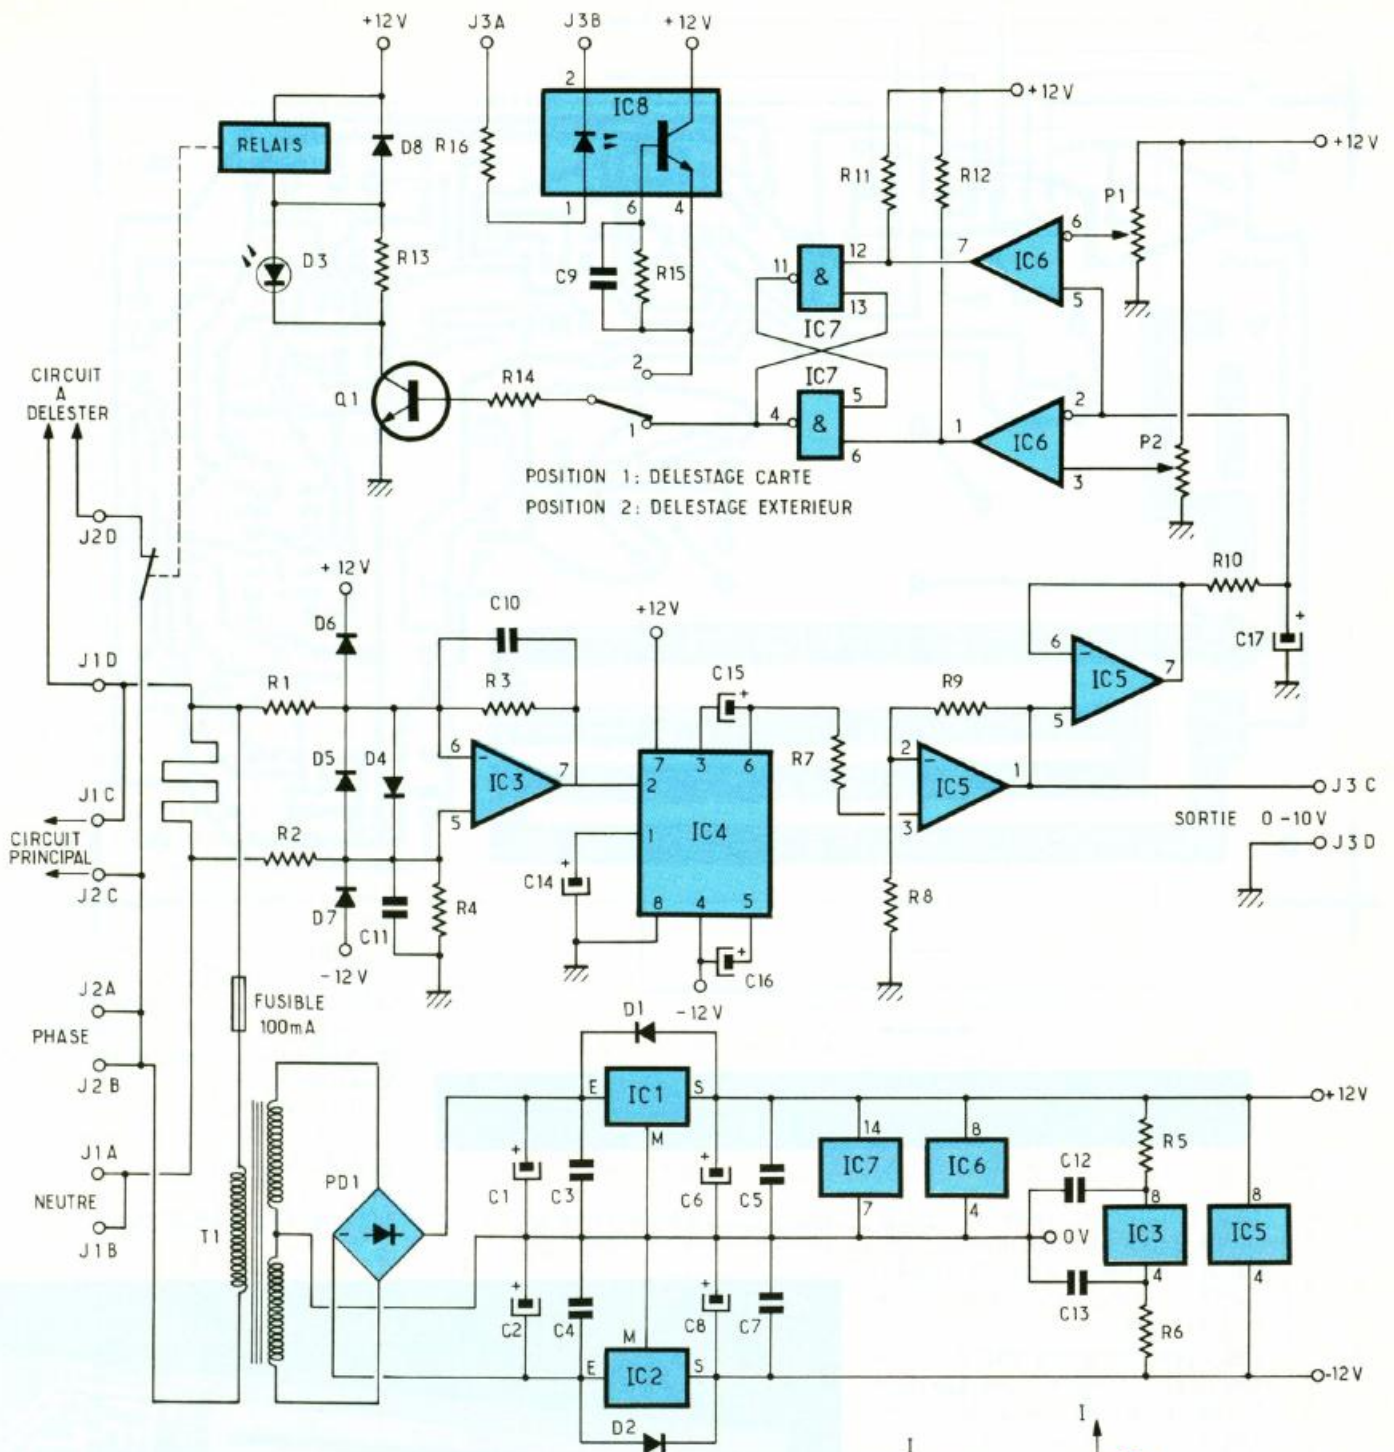 +12V
J3A
J3B
+12V
2
IC8
RELAIS
D8
R16
1
6
4
D3
R13
C9
R15
2
1
R14
Q1
POSITION 1: DELESTAGE CARTE
POSITION 2: DELESTAGE EXTERIEUR
+12V
+12V
R11
R12
P1
6
7
IC6
5
11
&
12
13
IC7
IC7
4
&
5
6
1
IC6
2
3
P2
CIRCUIT
A
DELESTER
J2D
J1D
J1C
CIRCUIT
PRINCIPAL
J2C
J2A
PHASE
J2B
J1A
NEUTRE
J1B
+12V
D6
R1
D5
D4
R2
D7
-12V
C11
R4
C10
R3
6
-
IC3
7
5
+12V
C15
+
7
3
6
2
IC4
1
8
4
5
C14
+
C16
+
-12V
R7
R9
2
-
IC5
1
3
R8
6
-
IC5
7
5
R10
C17
+
J3C
SORTIE 0-10V
J3D
FUSIBLE
100mA
T1
PD1
-
D1
E
IC1
S
M
+
C1
C3
+
C6
C5
14
IC7
7
8
IC6
4
C12
R5
8
0V
IC3
4
8
IC5
4
+12V
+
C2
C4
+
C8
C7
M
E
IC2
S
D2
C13
R6
-12V
I
I